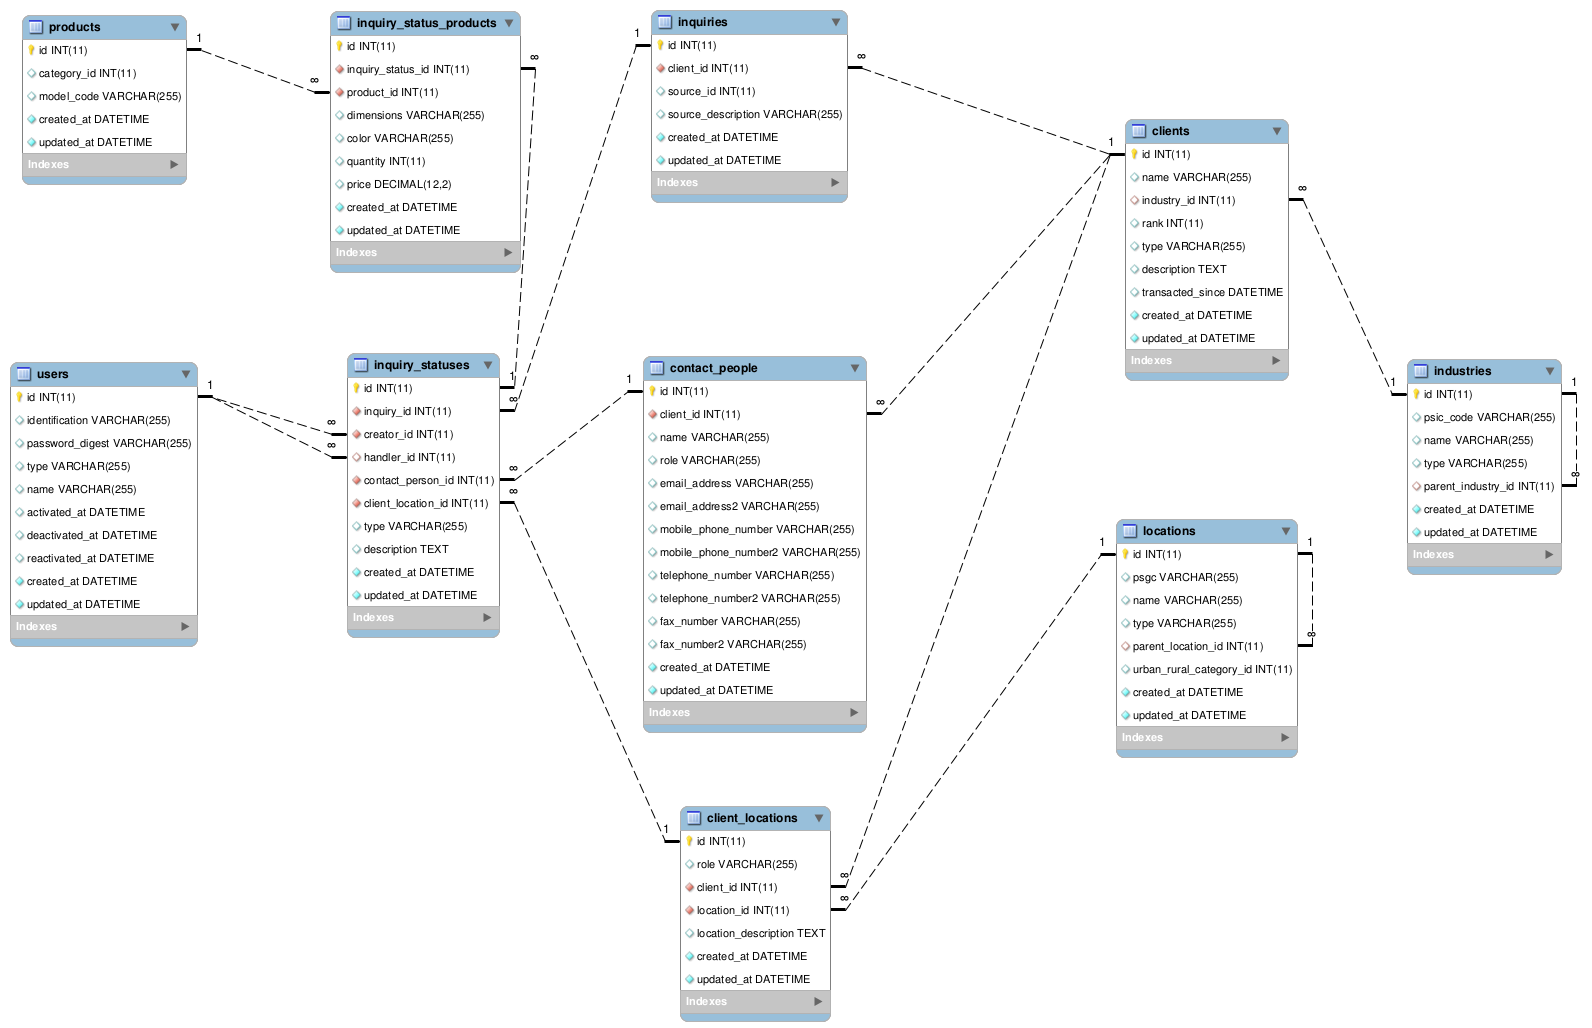 products
id INT(11)
category_id INT(11)
model_code VARCHAR(255)
created_at DATETIME
updated_at DATETIME
Indexes
1
∞
inquiry_status_products
id INT(11)
inquiry_status_id INT(11)
product_id INT(11)
dimensions VARCHAR(255)
color VARCHAR(255)
quantity INT(11)
price DECIMAL(12,2)
created_at DATETIME
updated_at DATETIME
Indexes
∞
1
inquiries
id INT(11)
client_id INT(11)
source_id INT(11)
source_description VARCHAR(255)
created_at DATETIME
updated_at DATETIME
Indexes
∞
1
clients
id INT(11)
name VARCHAR(255)
industry_id INT(11)
rank INT(11)
type VARCHAR(255)
description TEXT
transacted_since DATETIME
created_at DATETIME
updated_at DATETIME
Indexes
∞
users
id INT(11)
identification VARCHAR(255)
password_digest VARCHAR(255)
type VARCHAR(255)
name VARCHAR(255)
activated_at DATETIME
deactivated_at DATETIME
reactivated_at DATETIME
created_at DATETIME
updated_at DATETIME
Indexes
1
∞
∞
inquiry_statuses
id INT(11)
inquiry_id INT(11)
creator_id INT(11)
handler_id INT(11)
contact_person_id INT(11)
client_location_id INT(11)
type VARCHAR(255)
description TEXT
created_at DATETIME
updated_at DATETIME
Indexes
1
∞
∞
∞
1
contact_people
id INT(11)
client_id INT(11)
name VARCHAR(255)
role VARCHAR(255)
email_address VARCHAR(255)
email_address2 VARCHAR(255)
mobile_phone_number VARCHAR(255)
mobile_phone_number2 VARCHAR(255)
telephone_number VARCHAR(255)
telephone_number2 VARCHAR(255)
fax_number VARCHAR(255)
fax_number2 VARCHAR(255)
created_at DATETIME
updated_at DATETIME
Indexes
∞
1
industries
id INT(11)
psic_code VARCHAR(255)
name VARCHAR(255)
type VARCHAR(255)
parent_industry_id INT(11)
created_at DATETIME
updated_at DATETIME
Indexes
1
∞
1
locations
id INT(11)
psgc VARCHAR(255)
name VARCHAR(255)
type VARCHAR(255)
parent_location_id INT(11)
urban_rural_category_id INT(11)
created_at DATETIME
updated_at DATETIME
Indexes
1
∞
1
client_locations
id INT(11)
role VARCHAR(255)
client_id INT(11)
location_id INT(11)
location_description TEXT
created_at DATETIME
updated_at DATETIME
Indexes
∞
∞